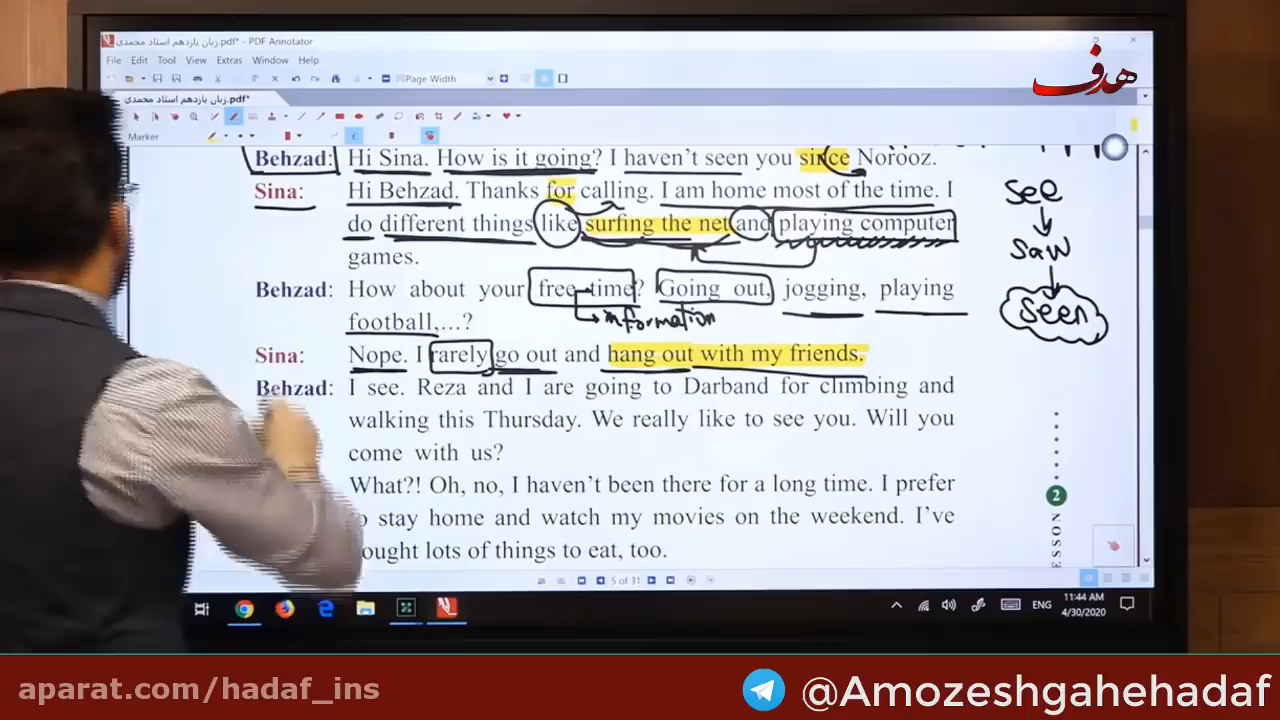 زبان یازدهم استاد محمدی.pdf* - PDF Annotator
هدف
File Edit Tool View Extras Window Help
Page Width
زبان یازدهم استاد محمدی.pdf*
Marker
Behzad: Hi Sina. How is it going? I haven't seen you since Norooz.
Sina: Hi Behzad. Thanks for calling. I am home most of the time. I
do different things like surfing the net and playing computer
games.
Behzad: How about your free time? Going out, jogging, playing
information
football,...?
Sina: Nope. I rarely go out and hang out with my friends.
Behzad: I see. Reza and I are going to Darband for climbing and
walking this Thursday. We really like to see you. Will you
come with us?
What?! Oh, no, I haven't been there for a long time. I prefer
stay home and watch my movies on the weekend. I've
ought lots of things to eat, too.
see
saw
seen
2
LESSON
5 of 31
ENG
11:44 AM
4/30/2020
aparat.com/hadaf_ins
@Amozeshgahehadaf